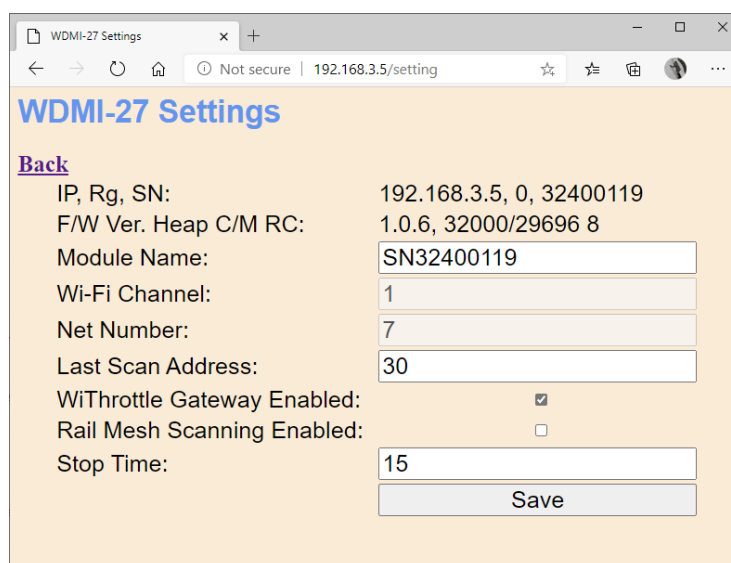 WDMI-27 Settings
Not secure | 192.168.3.5/setting
WDMI-27 Settings
Back
IP, Rg, SN: 192.168.3.5, 0, 32400119
F/W Ver. Heap C/M RC: 1.0.6, 32000/29696 8
Module Name: SN32400119
Wi-Fi Channel: 1
Net Number: 7
Last Scan Address: 30
WiThrottle Gateway Enabled:
Rail Mesh Scanning Enabled:
Stop Time: 15
Save